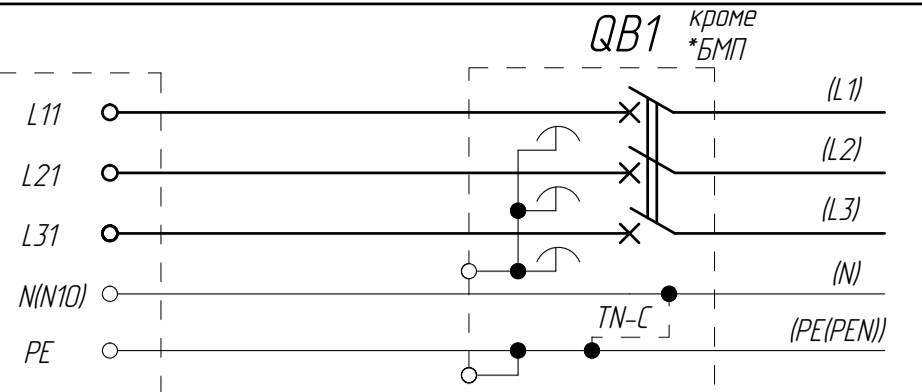 QB1 кроме
*БМП
L11 (L1)
L21 (L2)
L31 (L3)
N(N10) (N)
TN-C
PE (PE(PEN))